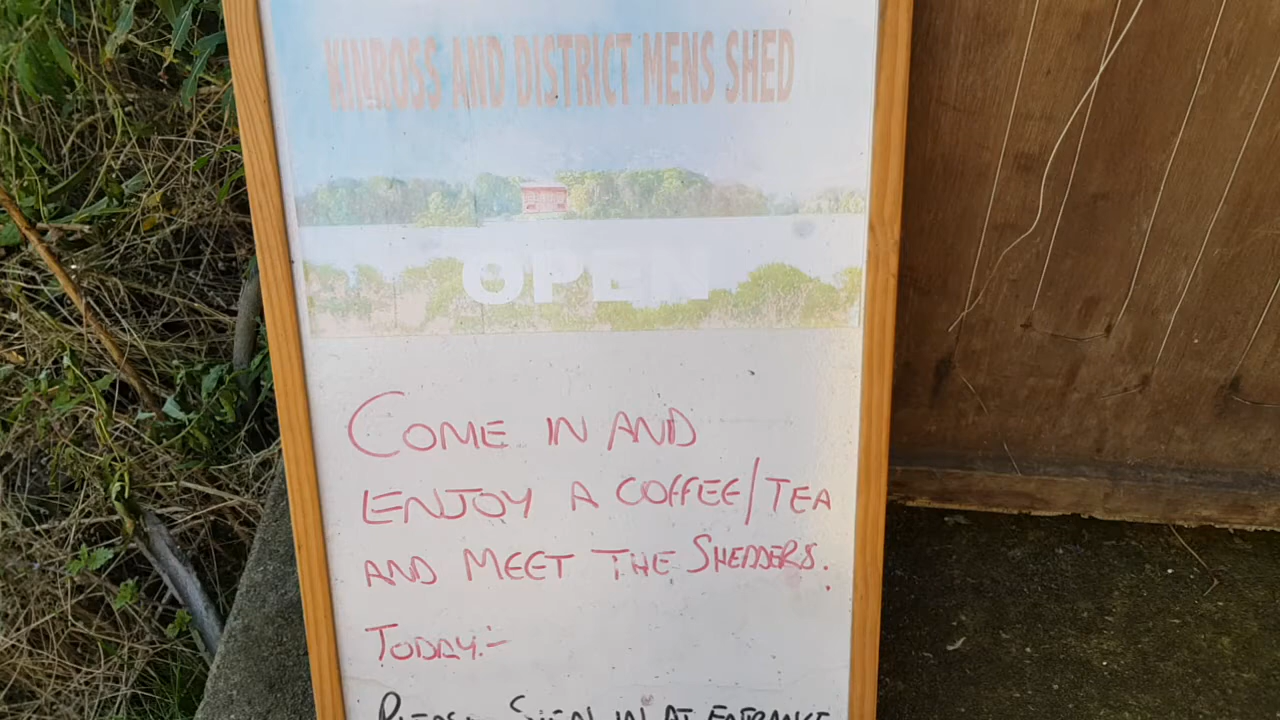 KINROSS AND DISTRICT MENS SHED
OPEN
COME IN AND
ENJOY A COFFEE/TEA
AND MEET THE SHEDDERS.
TODAY:-
PLEASE SIGN IN AT ENTRANCE